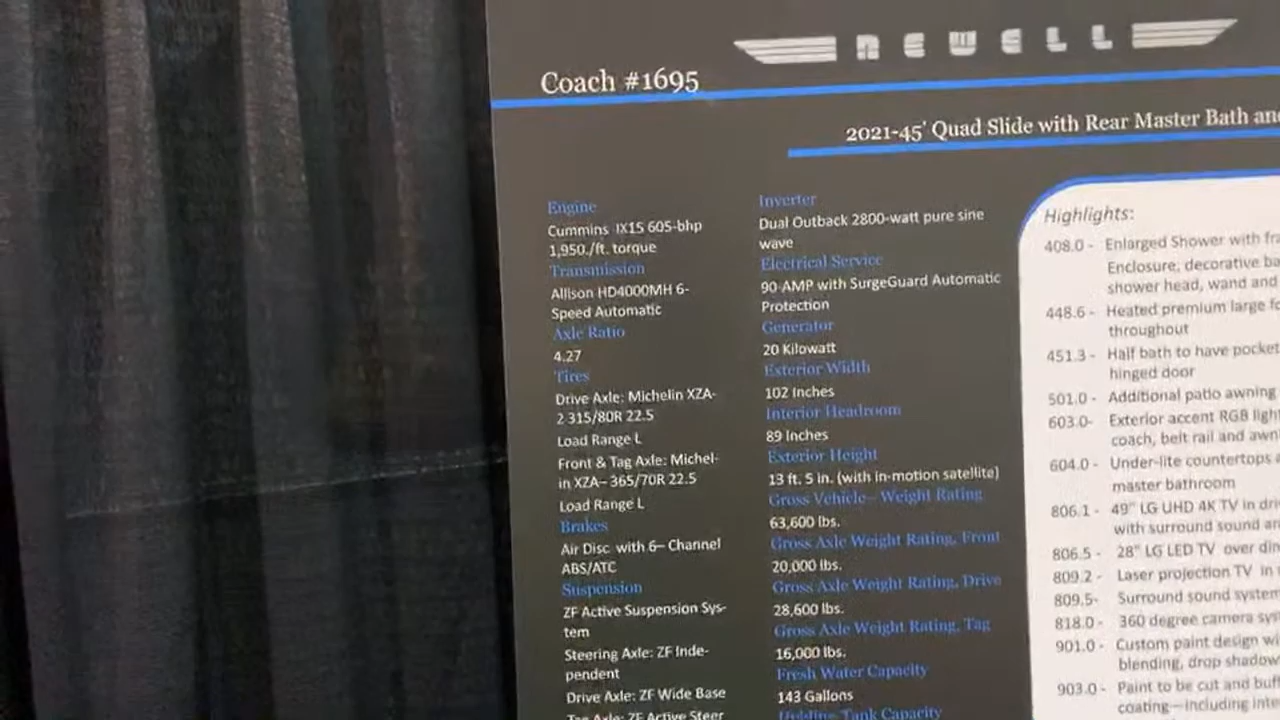 NEWELL
Coach #1695
2021-45' Quad Slide with Rear Master Bath
Engine
Cummins IX15 605-bhp
1,950./ft. torque
Transmission
Allison HD4000MH 6-
Speed Automatic
Axle Ratio
4.27
Tires
Drive Axle: Michelin XZA-
2 315/80R 22.5
Load Range L
Front & Tag Axle: Michel-
in XZA– 365/70R 22.5
Load Range L
Brakes
Air Disc with 6– Channel
ABS/ATC
Suspension
ZF Active Suspension Sys-
tem
Steering Axle: ZF Inde-
pendent
Drive Axle: ZF Wide Base
Tag Axle: ZF Active Steer
Inverter
Dual Outback 2800-watt pure sine
wave
Electrical Service
90-AMP with SurgeGuard Automatic
Protection
Generator
20 Kilowatt
Exterior Width
102 Inches
Interior Headroom
89 Inches
Exterior Height
13 ft. 5 in. (with in-motion satellite)
Gross Vehicle– Weight Rating
63,600 lbs.
Gross Axle Weight Rating, Front
20,000 lbs.
Gross Axle Weight Rating, Drive
28,600 lbs.
Gross Axle Weight Rating, Tag
16,000 lbs.
Fresh Water Capacity
143 Gallons
Holding Tank Capacity
Highlights:
408.0 - Enlarged Shower with
Enclosure, decorative
shower head, wand and
448.6 - Heated premium large
throughout
451.3 - Half bath to have pocket
hinged door
501.0 - Additional patio awning
603.0- Exterior accent RGB
coach, belt rail and
604.0 - Under-lite countertops
master bathroom
806.1 - 49" LG UHD 4K TV in
with surround sound
806.5 - 28" LG LED TV over
809.2 - Laser projection TV in
809.5- Surround sound system
818.0 - 360 degree camera
901.0 - Custom paint design
blending, drop
903.0 - Paint to be cut and
coating—including